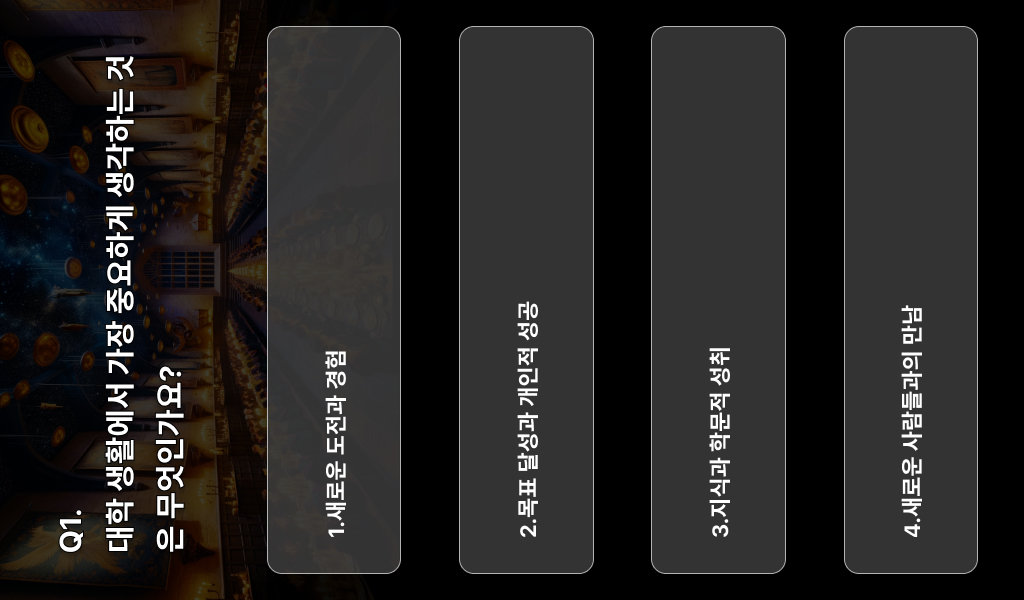 Q1.
대학 생활에서 가장 중요하게 생각하는 것
은 무엇인가요?
1.새로운 도전과 경험
2.목표 달성과 개인적 성공
3.지식과 학문적 성취
4.새로운 사람들과의 만남